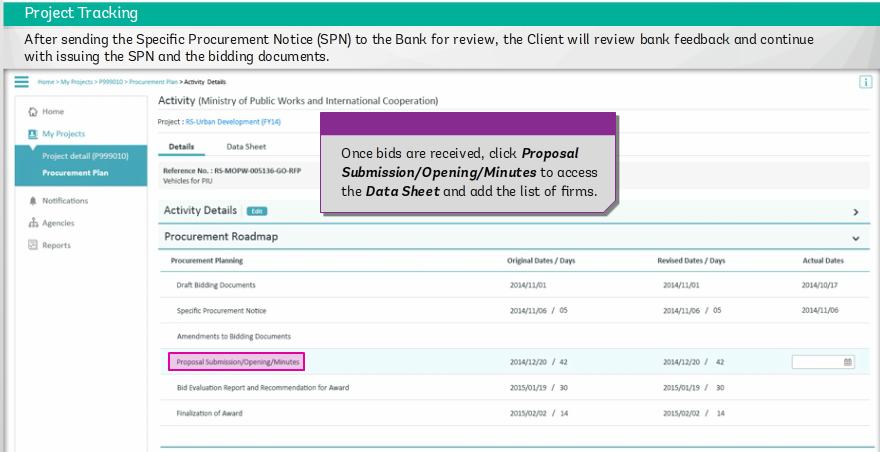 Project Tracking
After sending the Specific Procurement Notice (SPN) to the Bank for review, the Client will review bank feedback and continue
with issuing the SPN and the bidding documents.
Home > My Projects > P999010 > Procurement Plan > Activity Details
i
Home
My Projects
Project detail (P999010)
Procurement Plan
Notifications
Agencies
Reports
Activity (Ministry of Public Works and International Cooperation)
Project : RS-Urban Development (FY14)
Details Data Sheet
Reference No. : RS-MOPW-005136-GO-RFP
Vehicles for PIU
Once bids are received, click Proposal
Submission/Opening/Minutes to access
the Data Sheet and add the list of firms.
Activity Details Edit
Procurement Roadmap
Procurement Planning Original Dates / Days Revised Dates / Days Actual Dates
Draft Bidding Documents 2014/11/01 2014/11/01 2014/10/17
Specific Procurement Notice 2014/11/06 / 05 2014/11/06 / 05 2014/11/06
Amendments to Bidding Documents
Proposal Submission/Opening/Minutes 2014/12/20 / 42 2014/12/20 / 42
Bid Evaluation Report and Recommendation for Award 2015/01/19 / 30 2015/01/19 / 30
Finalization of Award 2015/02/02 / 14 2015/02/02 / 14